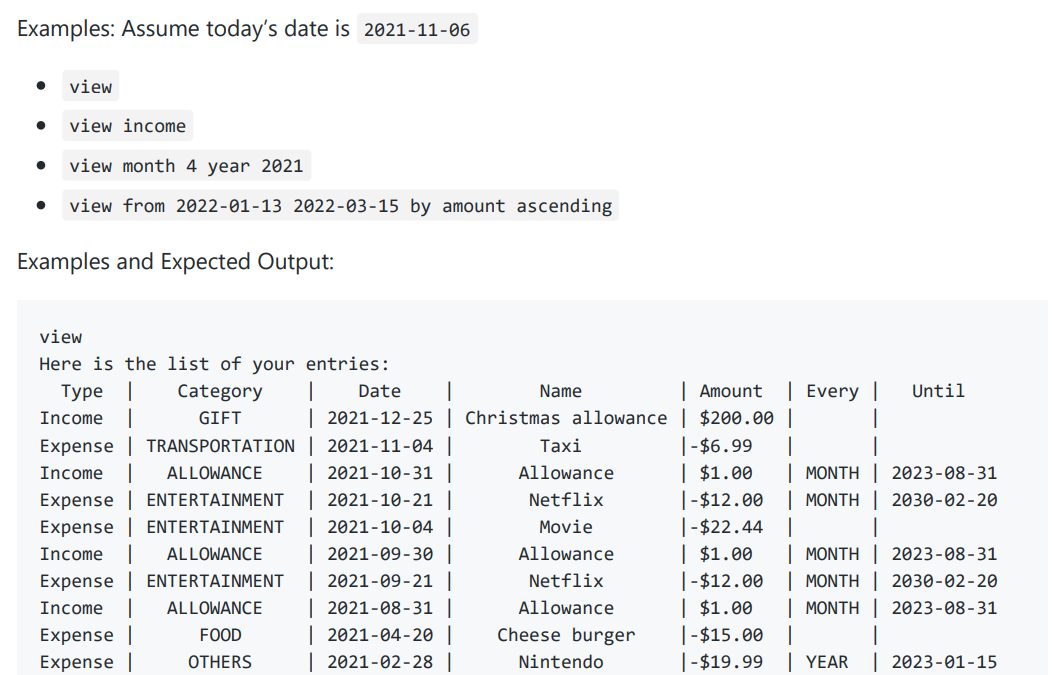 Examples: Assume today’s date is 2021-11-06
• view
• view income
• view month 4 year 2021
• view from 2022-01-13 2022-03-15 by amount ascending
Examples and Expected Output:
view
Here is the list of your entries:
  Type  |    Category    |    Date    |        Name         | Amount  | Every |   Until
Income  |      GIFT      | 2021-12-25 | Christmas allowance | $200.00 |       |
Expense | TRANSPORTATION | 2021-11-04 |        Taxi         |-$6.99   |       |
Income  |   ALLOWANCE    | 2021-10-31 |      Allowance      | $1.00   | MONTH | 2023-08-31
Expense | ENTERTAINMENT  | 2021-10-21 |       Netflix       |-$12.00  | MONTH | 2030-02-20
Expense | ENTERTAINMENT  | 2021-10-04 |        Movie        |-$22.44  |       |
Income  |   ALLOWANCE    | 2021-09-30 |      Allowance      | $1.00   | MONTH | 2023-08-31
Expense | ENTERTAINMENT  | 2021-09-21 |       Netflix       |-$12.00  | MONTH | 2030-02-20
Income  |   ALLOWANCE    | 2021-08-31 |      Allowance      | $1.00   | MONTH | 2023-08-31
Expense |      FOOD      | 2021-04-20 |    Cheese burger    |-$15.00  |       |
Expense |     OTHERS     | 2021-02-28 |      Nintendo       |-$19.99  | YEAR  | 2023-01-15